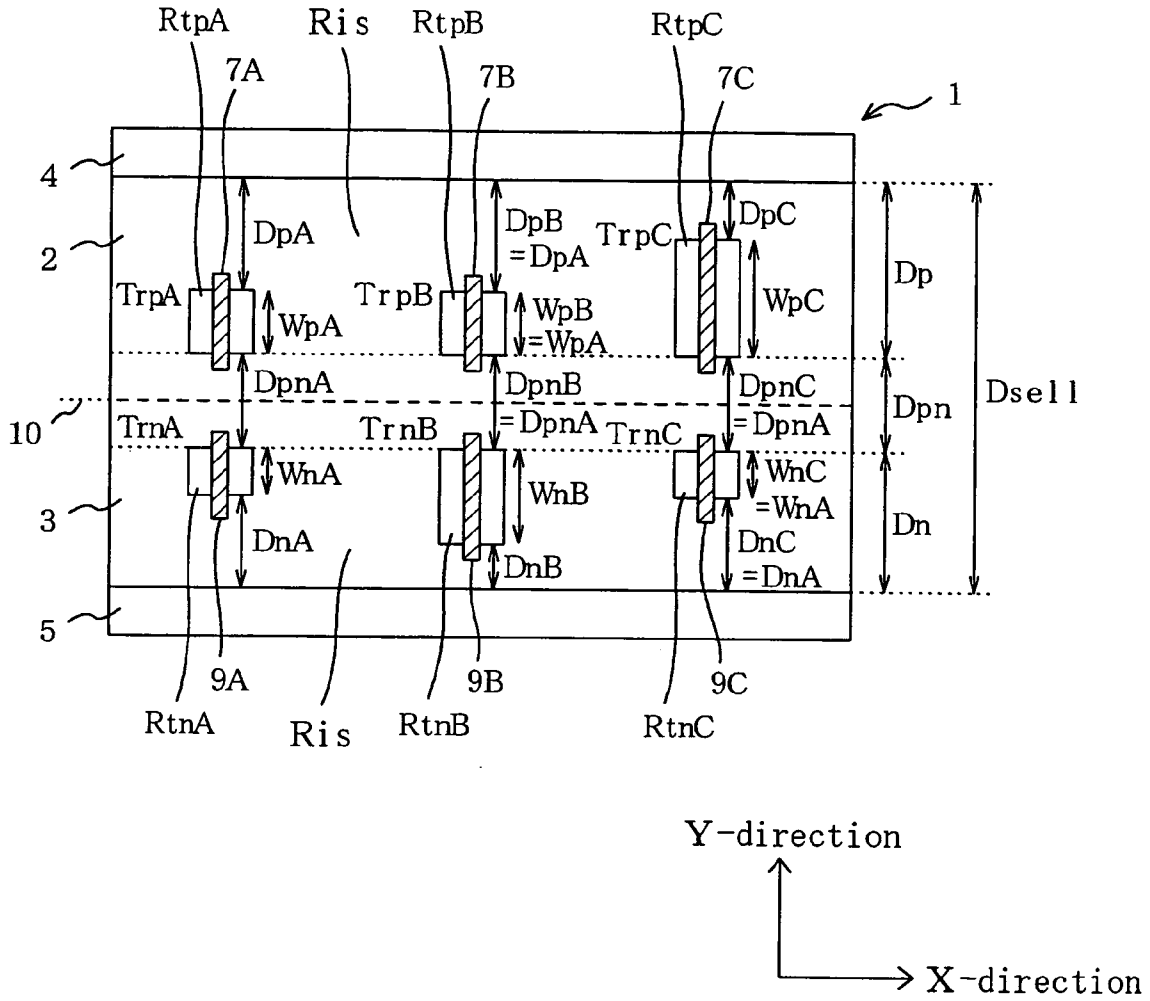 RtpA
Ris
RtpB
RtpC
7A
7B
7C
1
4
2
DpA
DpB
=DpA
DpC
TrpA
TrpB
TrpC
WpA
WpB
=WpA
WpC
Dp
DpnA
DpnB
=DpnA
DpnC
=DpnA
Dpn
Dsell
10
TrnA
TrnB
TrnC
WnA
WnB
WnC
=WnA
3
DnA
DnB
DnC
=DnA
Dn
5
9A
9B
9C
RtnA
Ris
RtnB
RtnC
Y-direction
X-direction